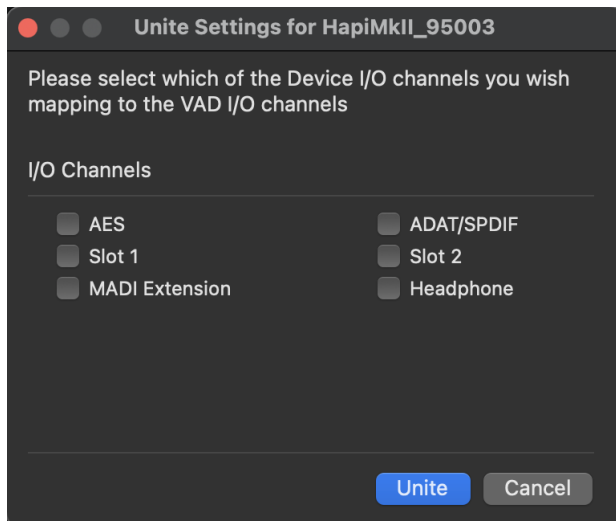 Unite Settings for HapiMkII_95003
Please select which of the Device I/O channels you wish
mapping to the VAD I/O channels
I/O Channels
AES
ADAT/SPDIF
Slot 1
Slot 2
MADI Extension
Headphone
Unite
Cancel